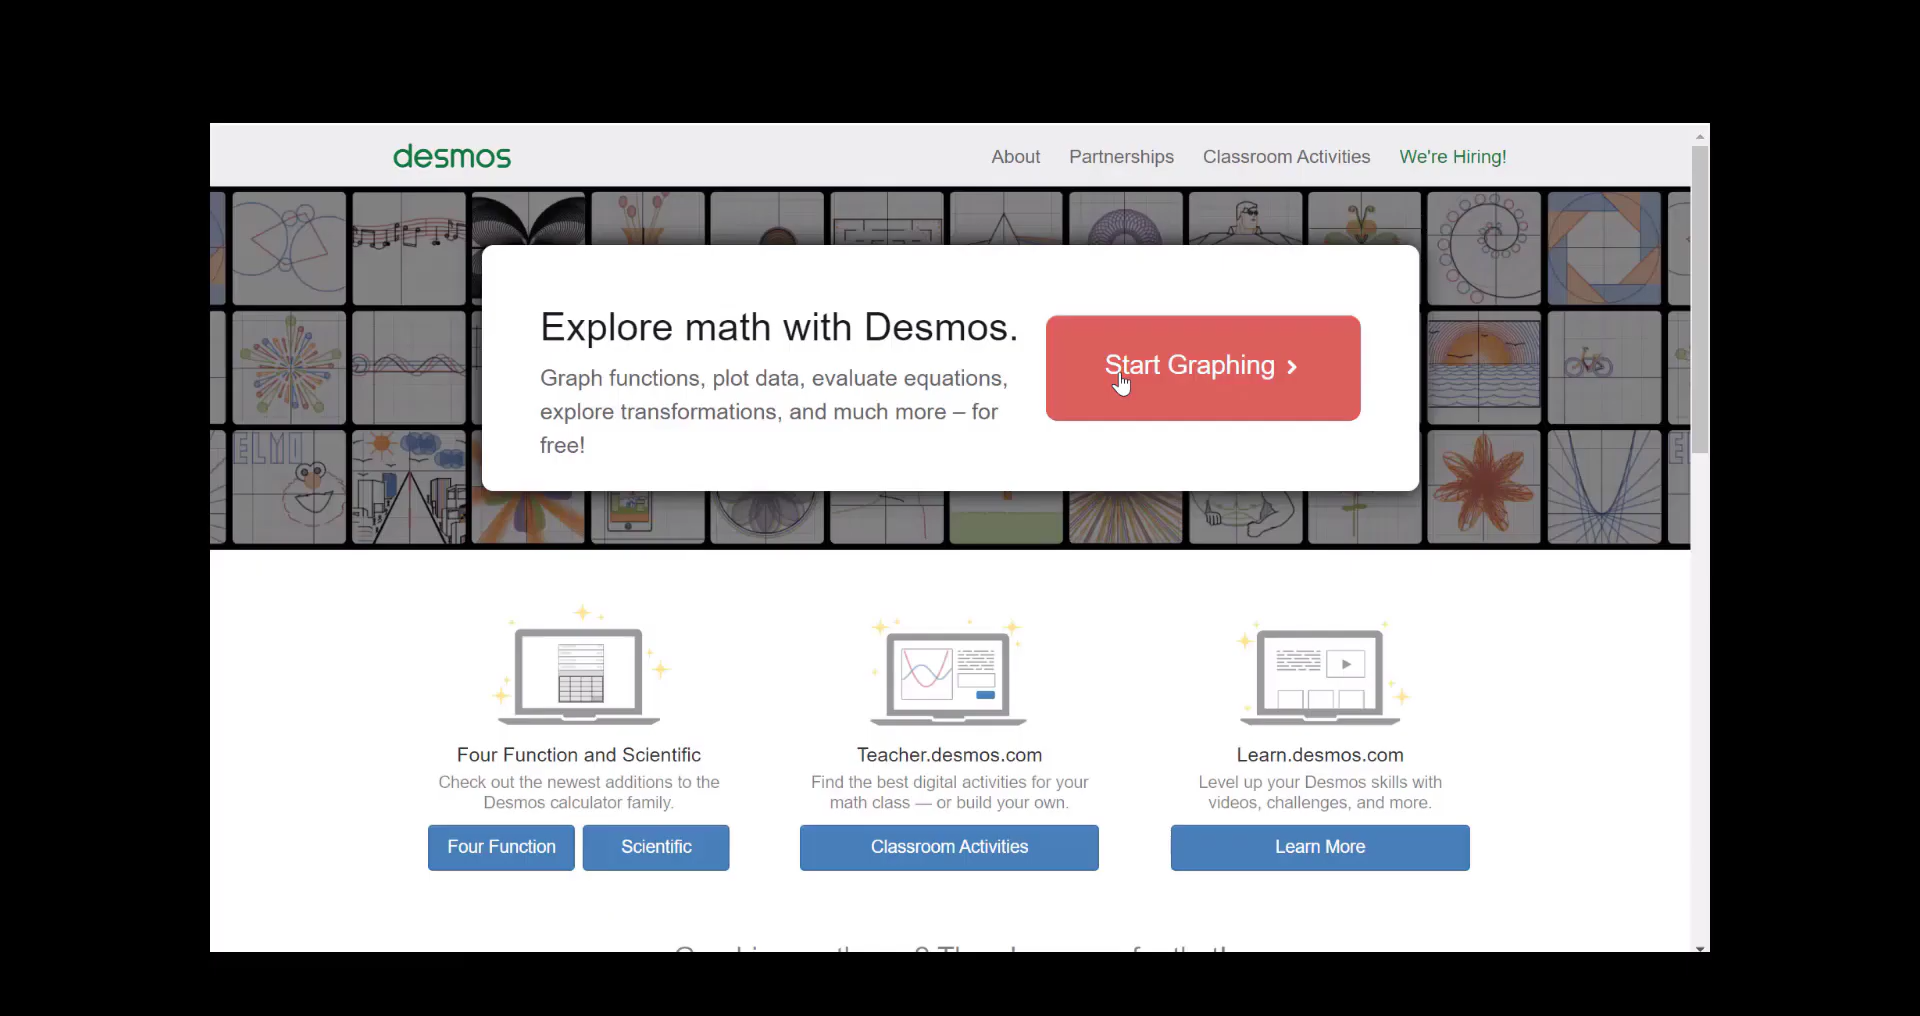 desmos
About
Partnerships
Classroom Activities
We're Hiring!
Explore math with Desmos.
Graph functions, plot data, evaluate equations,
explore transformations, and much more – for
free!
Start Graphing
ELMO
Four Function and Scientific
Check out the newest additions to the
Desmos calculator family.
Four Function
Scientific
Teacher.desmos.com
Find the best digital activities for your
math class — or build your own.
Classroom Activities
Learn.desmos.com
Level up your Desmos skills with
videos, challenges, and more.
Learn More